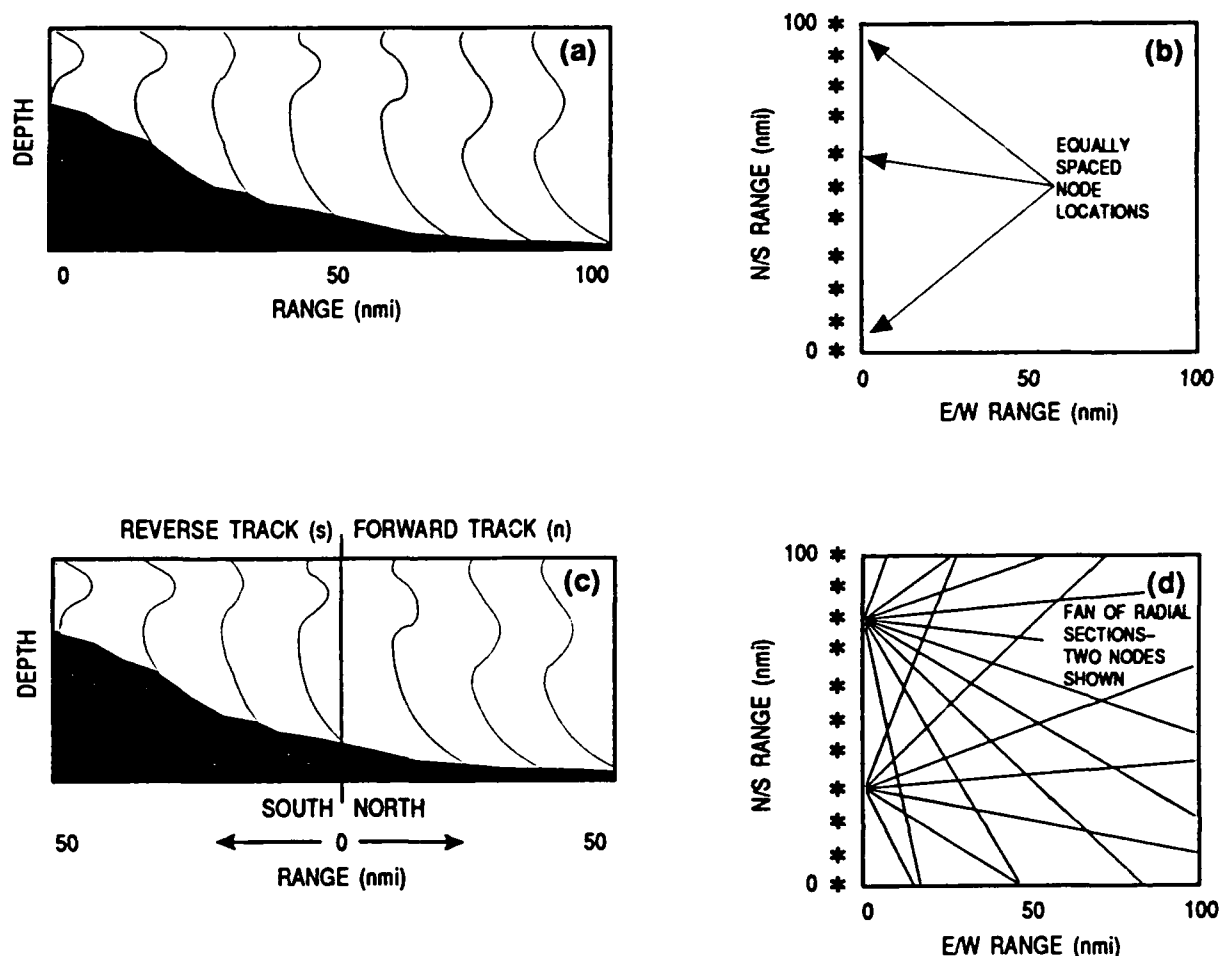 (a)
DEPTH
0 50 100
RANGE (nmi)
(b)
100 *
*
*
*
*
*
*
*
*
*
0 *
N/S RANGE (nmi)
EQUALLY
SPACED
NODE
LOCATIONS
0 50 100
E/W RANGE (nmi)
REVERSE TRACK (s) FORWARD TRACK (n)
(c)
DEPTH
SOUTH NORTH
50 0 50
RANGE (nmi)
(d)
100 *
*
*
*
*
*
*
*
*
*
0 *
N/S RANGE (nmi)
FAN OF RADIAL
SECTIONS–
TWO NODES
SHOWN
0 50 100
E/W RANGE (nmi)